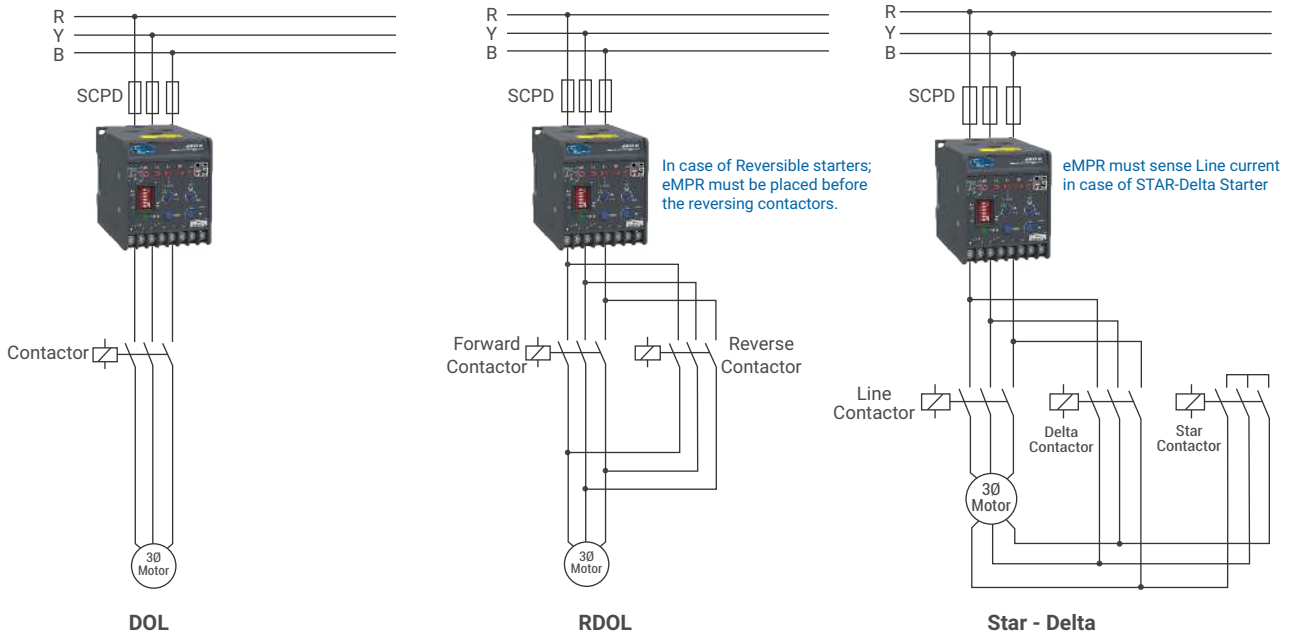 R
Y
B
SCPD
Contactor
3Ø
Motor
DOL
R
Y
B
SCPD
In case of Reversible starters;
eMPR must be placed before
the reversing contactors.
Forward
Contactor
Reverse
Contactor
3Ø
Motor
RDOL
R
Y
B
SCPD
eMPR must sense Line current
in case of STAR-Delta Starter
Line
Contactor
Delta
Contactor
Star
Contactor
3Ø
Motor
Star - Delta